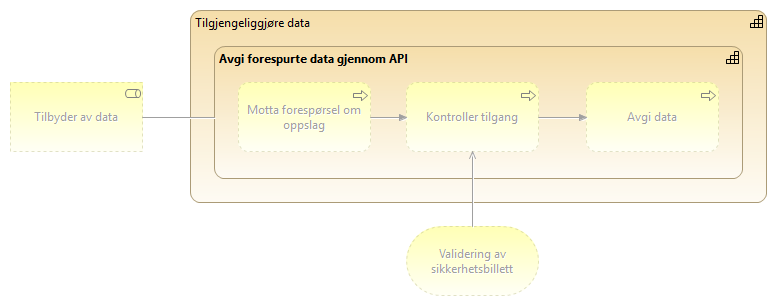 Tilgjengeliggjøre data
Avgi forespurte data gjennom API
Tilbyder av data
Motta forespørsel om
oppslag
Kontroller tilgang
Avgi data
Validering av
sikkerhetsbillett